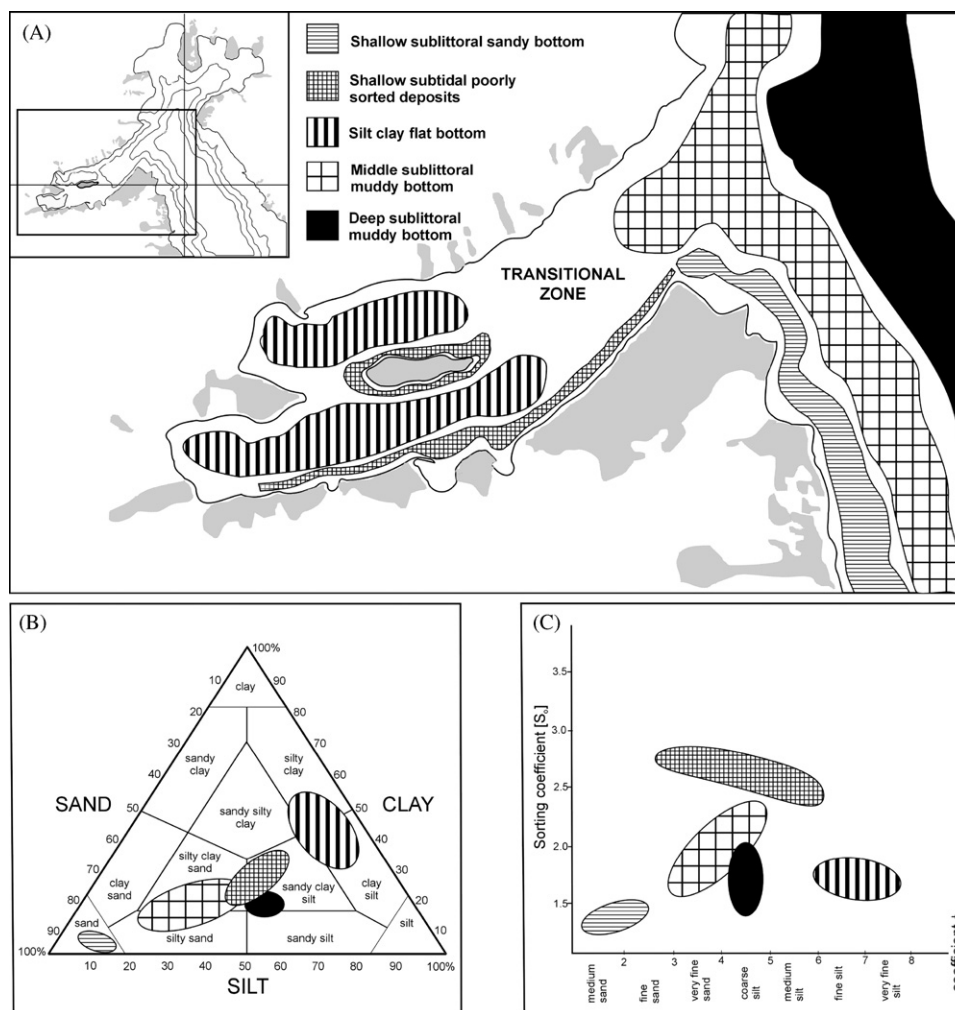 (A)
Shallow sublittoral sandy bottom
Shallow subtidal poorly
sorted deposits
Silt clay flat bottom
Middle sublittoral
muddy bottom
Deep sublittoral
muddy bottom
TRANSITIONAL
ZONE
(B)
100%
10 clay 90
20 80
30 70
sandy silty
clay clay
40 60
SAND 50 50 CLAY
sandy silty
clay
60 40
silty clay
sand
70 30
clay sandy clay clay
sand silt silt
80 20
sand silt
90 10
silty sand sandy silt
100% 100%
10 20 30 40 50 60 70 80 90
SILT
(C)
Sorting coefficient [So]
3.5
3.0
2.5
2.0
1.5
2 3 4 5 6 7 8
medium
sand
fine
sand
very fine
sand
coarse
silt
medium
silt
fine silt
very fine
silt